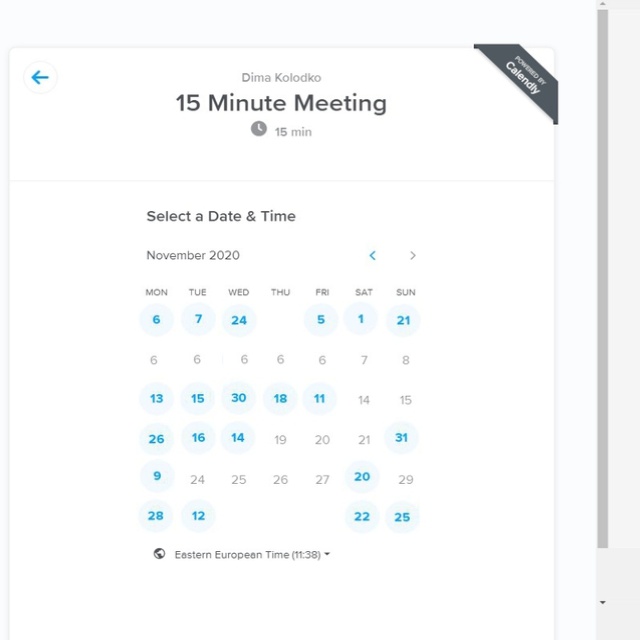 POWERED BY
Calendly
Dima Kolodko
15 Minute Meeting
15 min
Select a Date & Time
November 2020
MON TUE WED THU FRI SAT SUN
6 7 24 5 1 21
6 6 6 6 6 7 8
13 15 30 18 11 14 15
26 16 14 19 20 21 31
9 24 25 26 27 20 29
28 12 22 25
Eastern European Time (11:38)